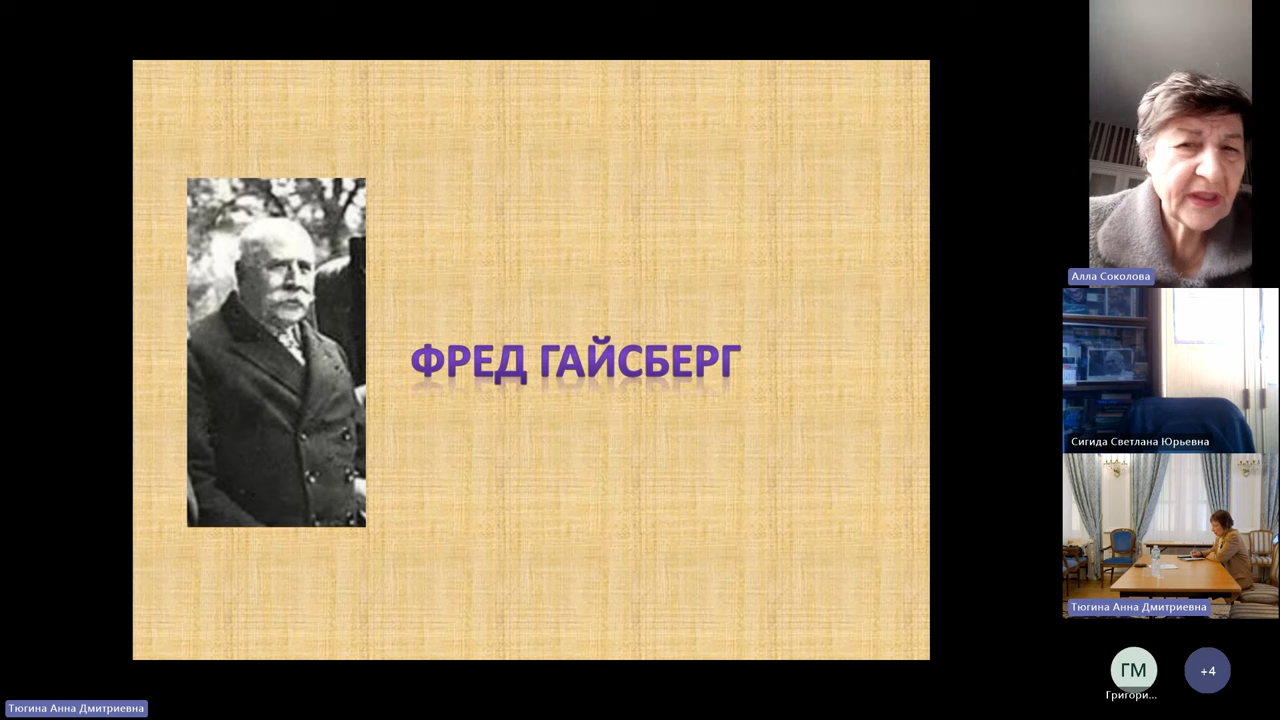 ФРЕД ГАЙСБЕРГ
Алла Соколова
Сигида Светлана Юрьевна
Тюгина Анна Дмитриевна
ГМ
Григори...
+4
Тюгина Анна Дмитриевна